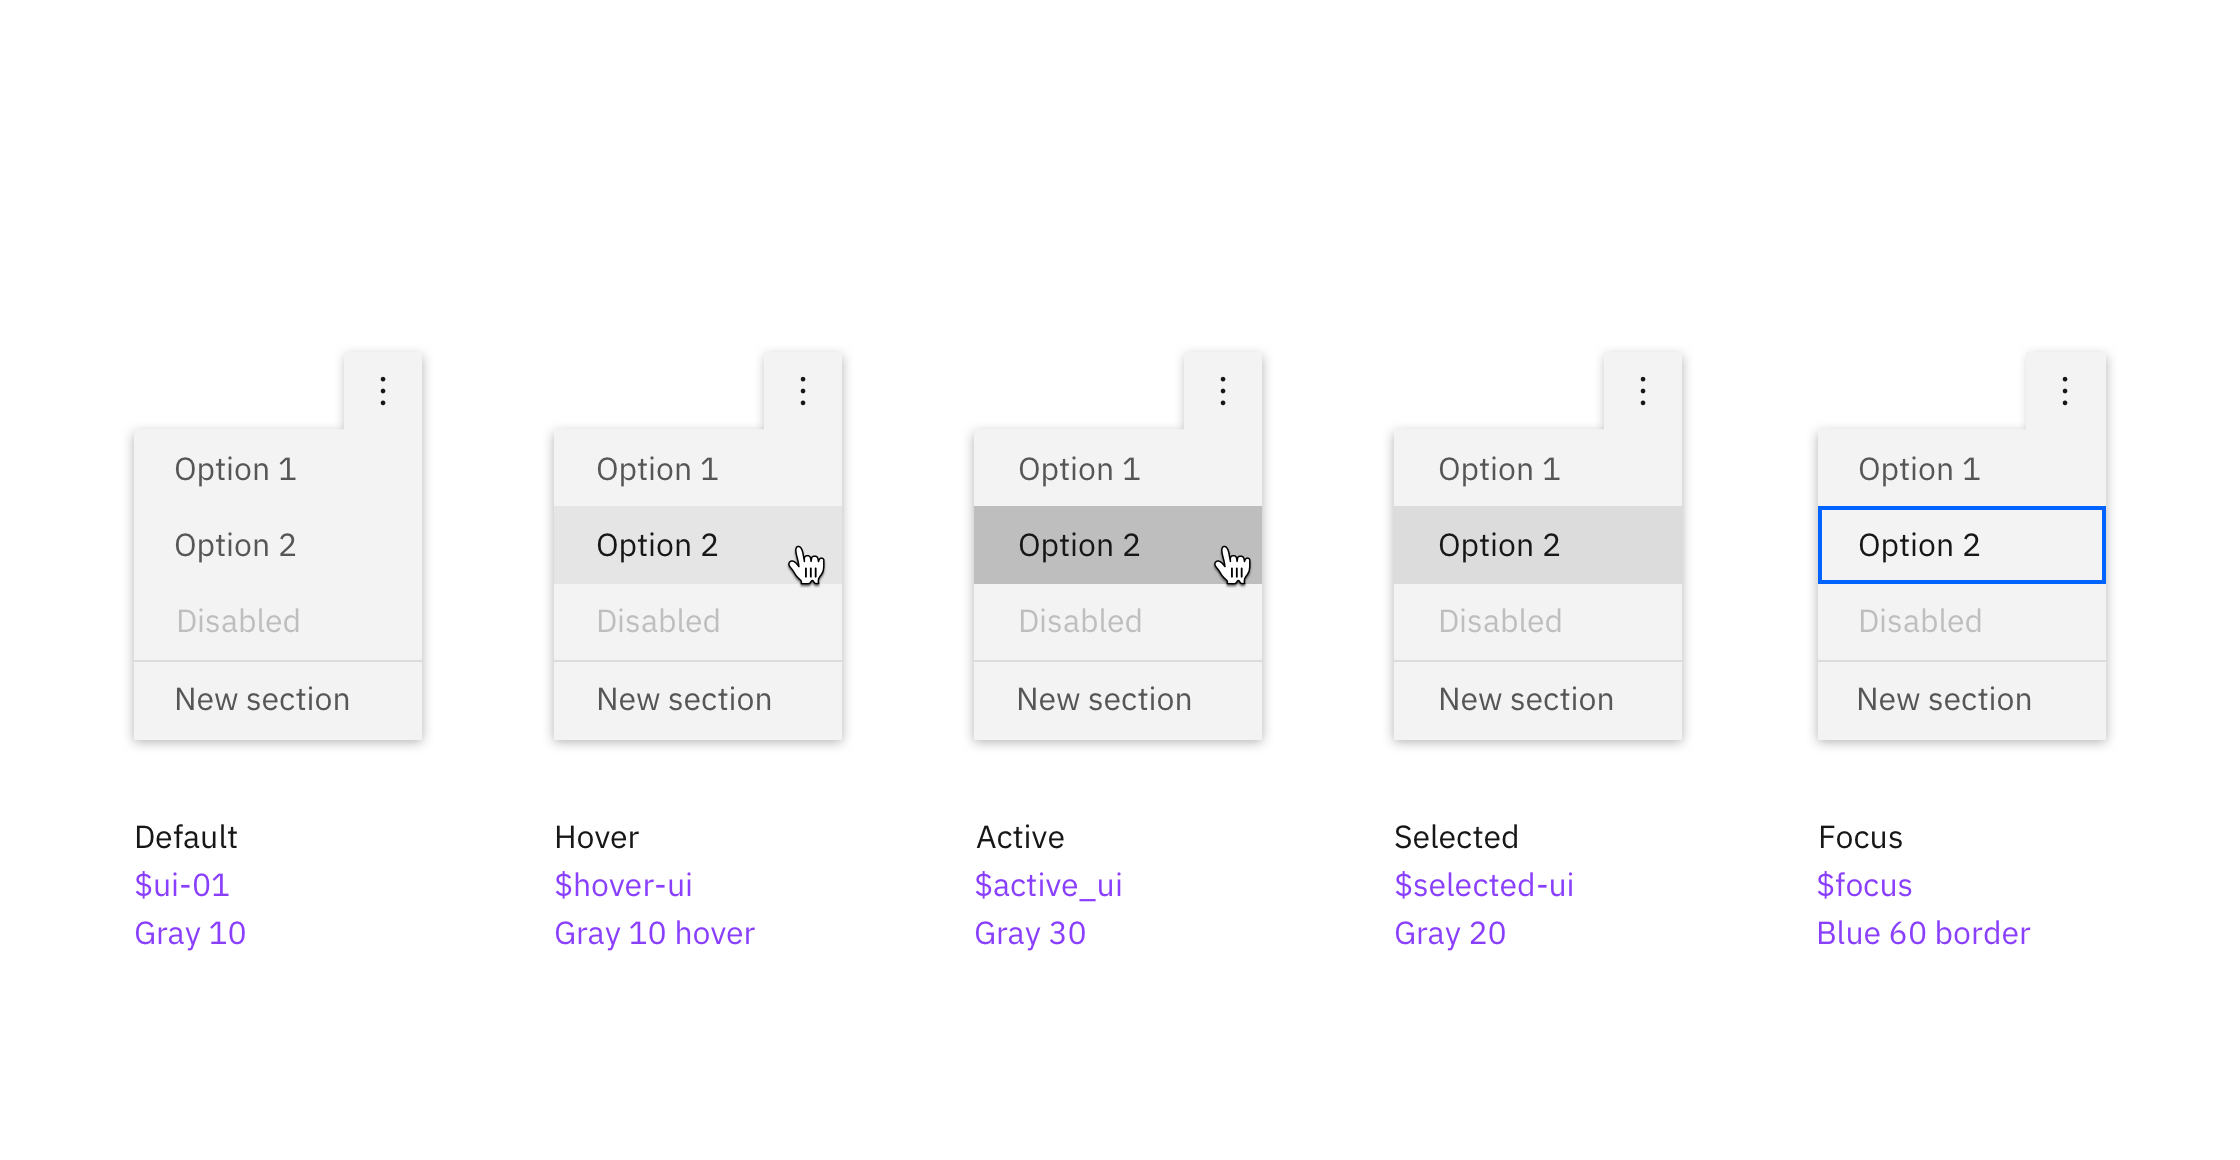 Option 1
Option 2
Disabled
New section
Default
$ui-01
Gray 10
Option 1
Option 2
Disabled
New section
Hover
$hover-ui
Gray 10 hover
Option 1
Option 2
Disabled
New section
Active
$active_ui
Gray 30
Option 1
Option 2
Disabled
New section
Selected
$selected-ui
Gray 20
Option 1
Option 2
Disabled
New section
Focus
$focus
Blue 60 border